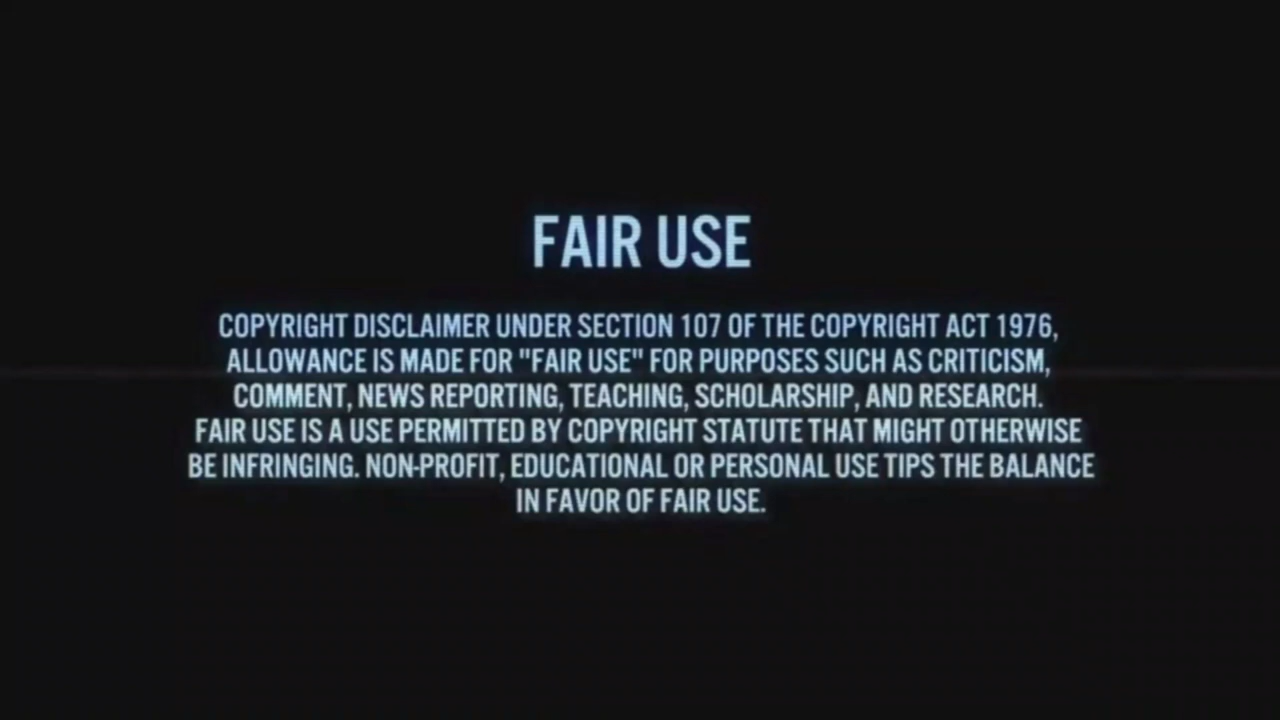 FAIR USE
COPYRIGHT DISCLAIMER UNDER SECTION 107 OF THE COPYRIGHT ACT 1976,
ALLOWANCE IS MADE FOR "FAIR USE" FOR PURPOSES SUCH AS CRITICISM,
COMMENT, NEWS REPORTING, TEACHING, SCHOLARSHIP, AND RESEARCH.
FAIR USE IS A USE PERMITTED BY COPYRIGHT STATUTE THAT MIGHT OTHERWISE
BE INFRINGING. NON-PROFIT, EDUCATIONAL OR PERSONAL USE TIPS THE BALANCE
IN FAVOR OF FAIR USE.